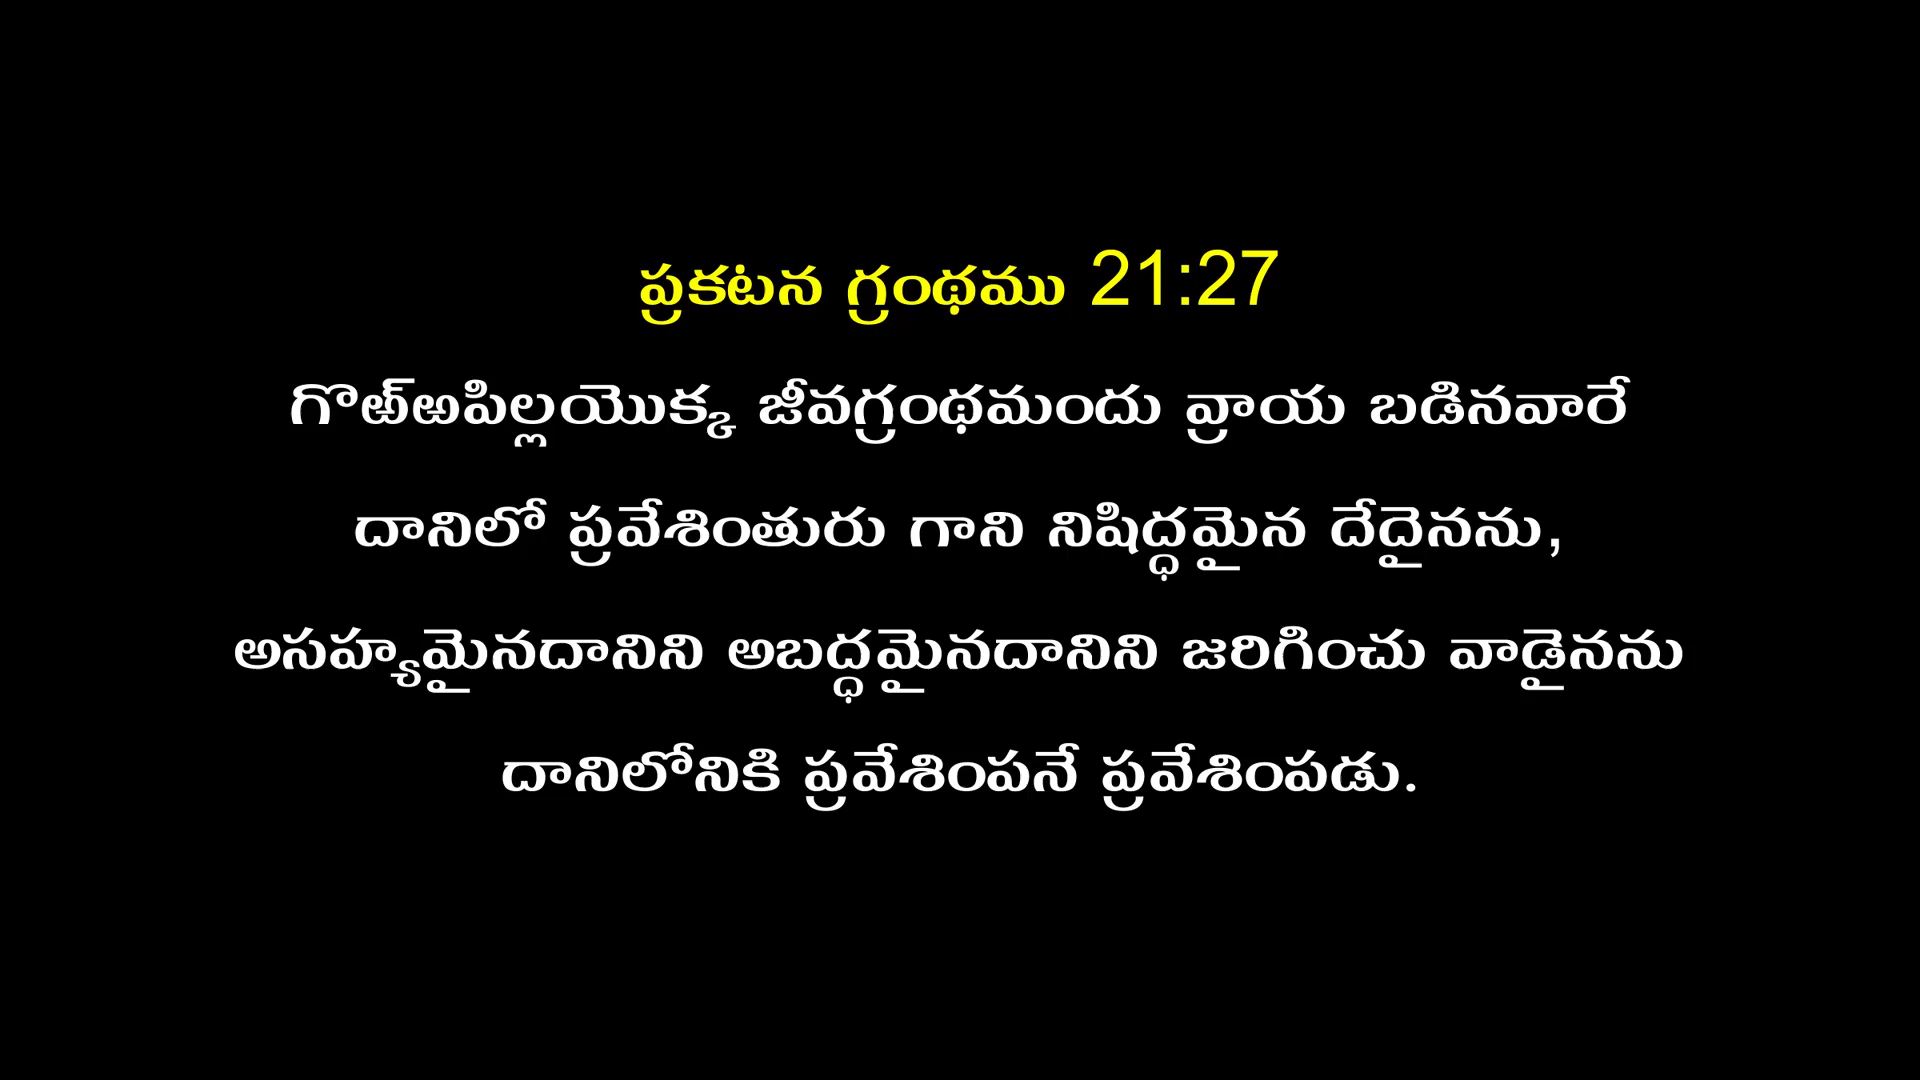 ప్రకటన గ్రంథము 21:27
గొఱ్ఱపిల్లయొక్క జీవగ్రంథమందు వ్రాయ బడినవారే
దానిలో ప్రవేశింతురు గాని నిషిద్ధమైన దేదైనను,
అసహ్యమైనదానిని అబద్ధమైనదానిని జరిగించు వాడైనను
దానిలోనికి ప్రవేశింపనే ప్రవేశింపడు.